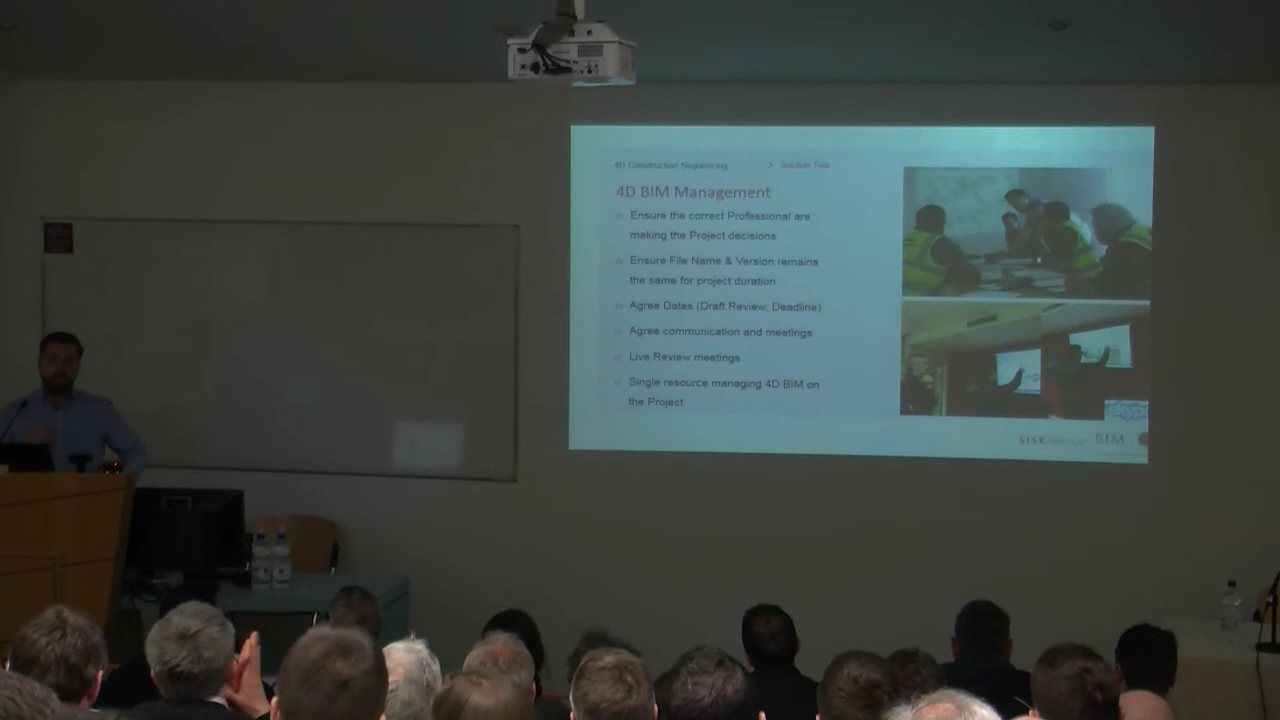 4D Construction Sequencing > Section Two
4D BIM Management
Ensure the correct Professional are
making the Project decisions
Ensure File Name & Version remains
the same for project duration
Agree Dates (Draft Review, Deadline)
Agree communication and meetings
Live Review meetings
Single resource managing 4D BIM on
the Project
skype
SISK GROUP BIM